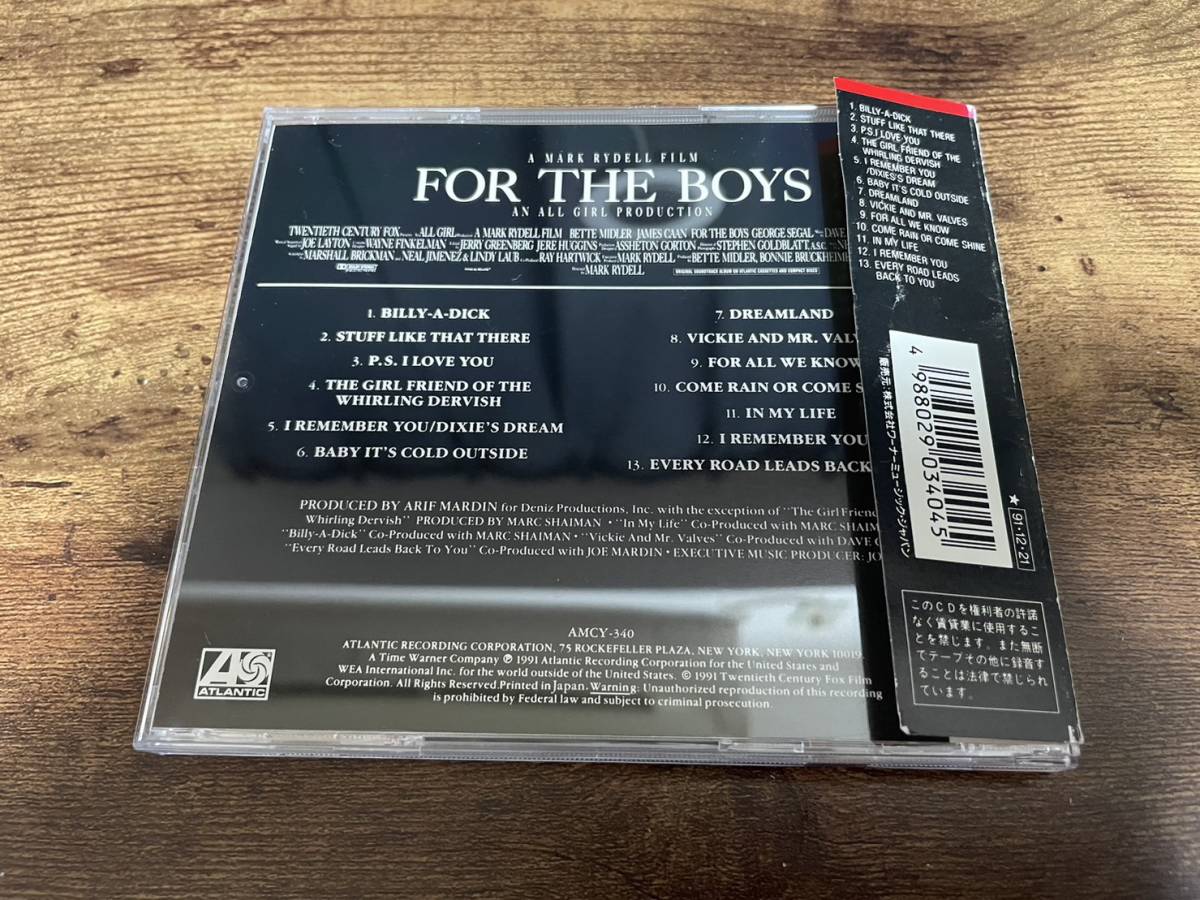 A MARK RYDELL FILM
FOR THE BOYS
AN ALL GIRL PRODUCTION
TWENTIETH CENTURY FOX ALL GIRL A MARK RYDELL FILM BETTE MIDLER JAMES CAAN FOR THE BOYS GEORGE SEGAL DAVE
JOE LAYTON WAYNE FINKELMAN JERRY GREENBERG JERE HUGGINS ASSHETON GORTON STEPHEN GOLDBLATT, A.S.C.
MARSHALL BRICKMAN NEAL JIMENEZ & LINDY LAUB RAY HARTWICK MARK RYDELL BETTE MIDLER, BONNIE BRUCKHEIME
MARK RYDELL
ORIGINAL SOUNDTRACK ALBUM ON ATLANTIC CASSETTES AND COMPACT DISCS
1. BILLY-A-DICK
2. STUFF LIKE THAT THERE
3. P.S. I LOVE YOU
4. THE GIRL FRIEND OF THE
WHIRLING DERVISH
5. I REMEMBER YOU/DIXIE'S DREAM
6. BABY IT'S COLD OUTSIDE
7. DREAMLAND
8. VICKIE AND MR. VALV
9. FOR ALL WE KNOW
10. COME RAIN OR COME S
11. IN MY LIFE
12. I REMEMBER YOU
13. EVERY ROAD LEADS BACK
PRODUCED BY ARIF MARDIN for Deniz Productions, Inc. with the exception of "The Girl Friend
Whirling Dervish" PRODUCED BY MARC SHAIMAN • "In My Life" Co-Produced with MARC SHAIM
"Billy-A-Dick" Co-Produced with MARC SHAIMAN • "Vickie And Mr. Valves" Co-Produced with DAVE G
"Every Road Leads Back To You" Co-Produced with JOE MARDIN • EXECUTIVE MUSIC PRODUCER: JO
AMCY-340
ATLANTIC RECORDING CORPORATION, 75 ROCKEFELLER PLAZA, NEW YORK, NEW YORK 10019.
A Time Warner Company ℗ 1991 Atlantic Recording Corporation for the United States and
WEA International Inc. for the world outside of the United States. © 1991 Twentieth Century Fox Film
Corporation. All Rights Reserved. Printed in Japan. Warning: Unauthorized reproduction of this recording
is prohibited by Federal law and subject to criminal prosecution.
ATLANTIC
1. BILLY-A-DICK
2. STUFF LIKE THAT THERE
3. P.S.I LOVE YOU
4. THE GIRL FRIEND OF THE
WHIRLING DERVISH
5. I REMEMBER YOU
/DIXIES'S DREAM
6. BABY IT'S COLD OUTSIDE
7. DREAMLAND
8. VICKIE AND MR. VALVES
9. FOR ALL WE KNOW
10. COME RAIN OR COME SHINE
11. IN MY LIFE
12. I REMEMBER YOU
13. EVERY ROAD LEADS
BACK TO YOU
4 988029 034045
販売元:株式会社ワーナーミュージック・ジャパン
★ 91・12・21
このCDを権利者の許諾
なく賃貸業に使用するこ
とを禁じます。また無断
でテープその他に録音す
ることは法律で禁じられ
ています。